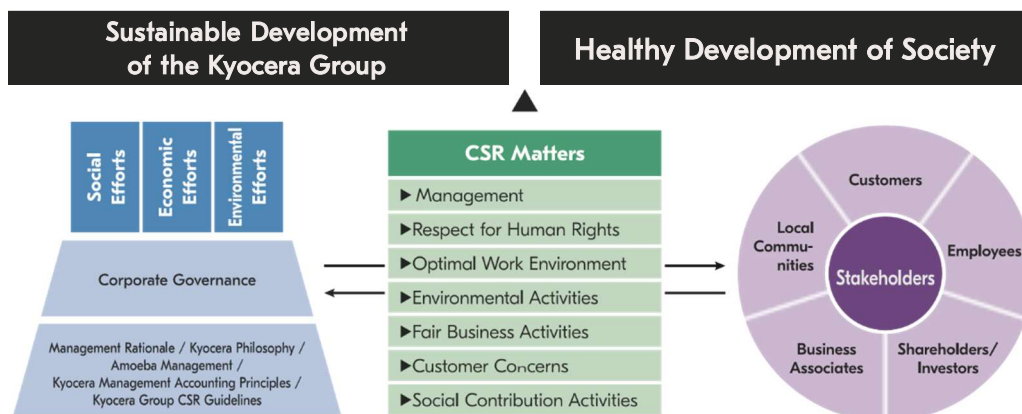 Sustainable Development
of the Kyocera Group
Healthy Development of Society
Social
Efforts
Economic
Efforts
Environmental
Efforts
Corporate Governance
Management Rationale / Kyocera Philosophy /
Amoeba Management /
Kyocera Management Accounting Principles /
Kyocera Group CSR Guidelines
CSR Matters
▶Management
▶Respect for Human Rights
▶Optimal Work Environment
▶Environmental Activities
▶Fair Business Activities
▶Customer Concerns
▶Social Contribution Activities
Customers
Local
Commu-
nities
Employees
Stakeholders
Business
Associates
Shareholders/
Investors